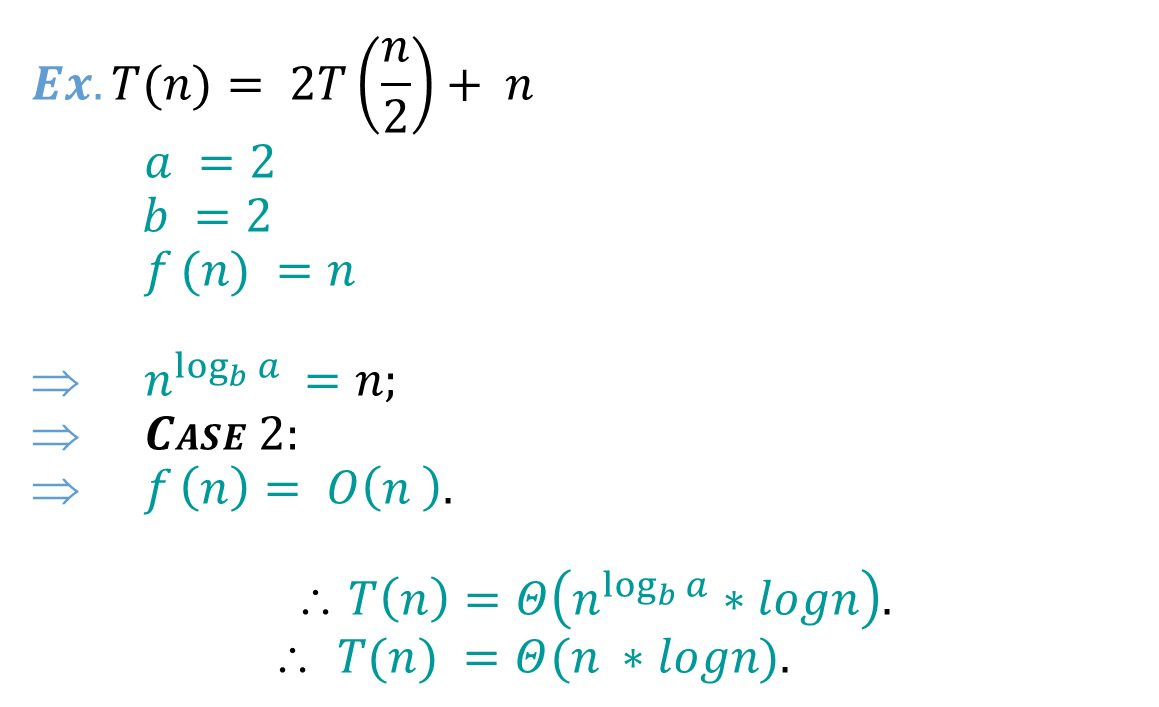 Ex. T(n) = 2T(n/2) + n
a = 2
b = 2
f (n) = n
⇒ n^(log_b a) = n;
⇒ CASE 2:
⇒ f (n) = O(n ).
∴ T(n) = Θ(n^(log_b a) ∗ logn).
∴ T(n) = Θ(n ∗ logn).